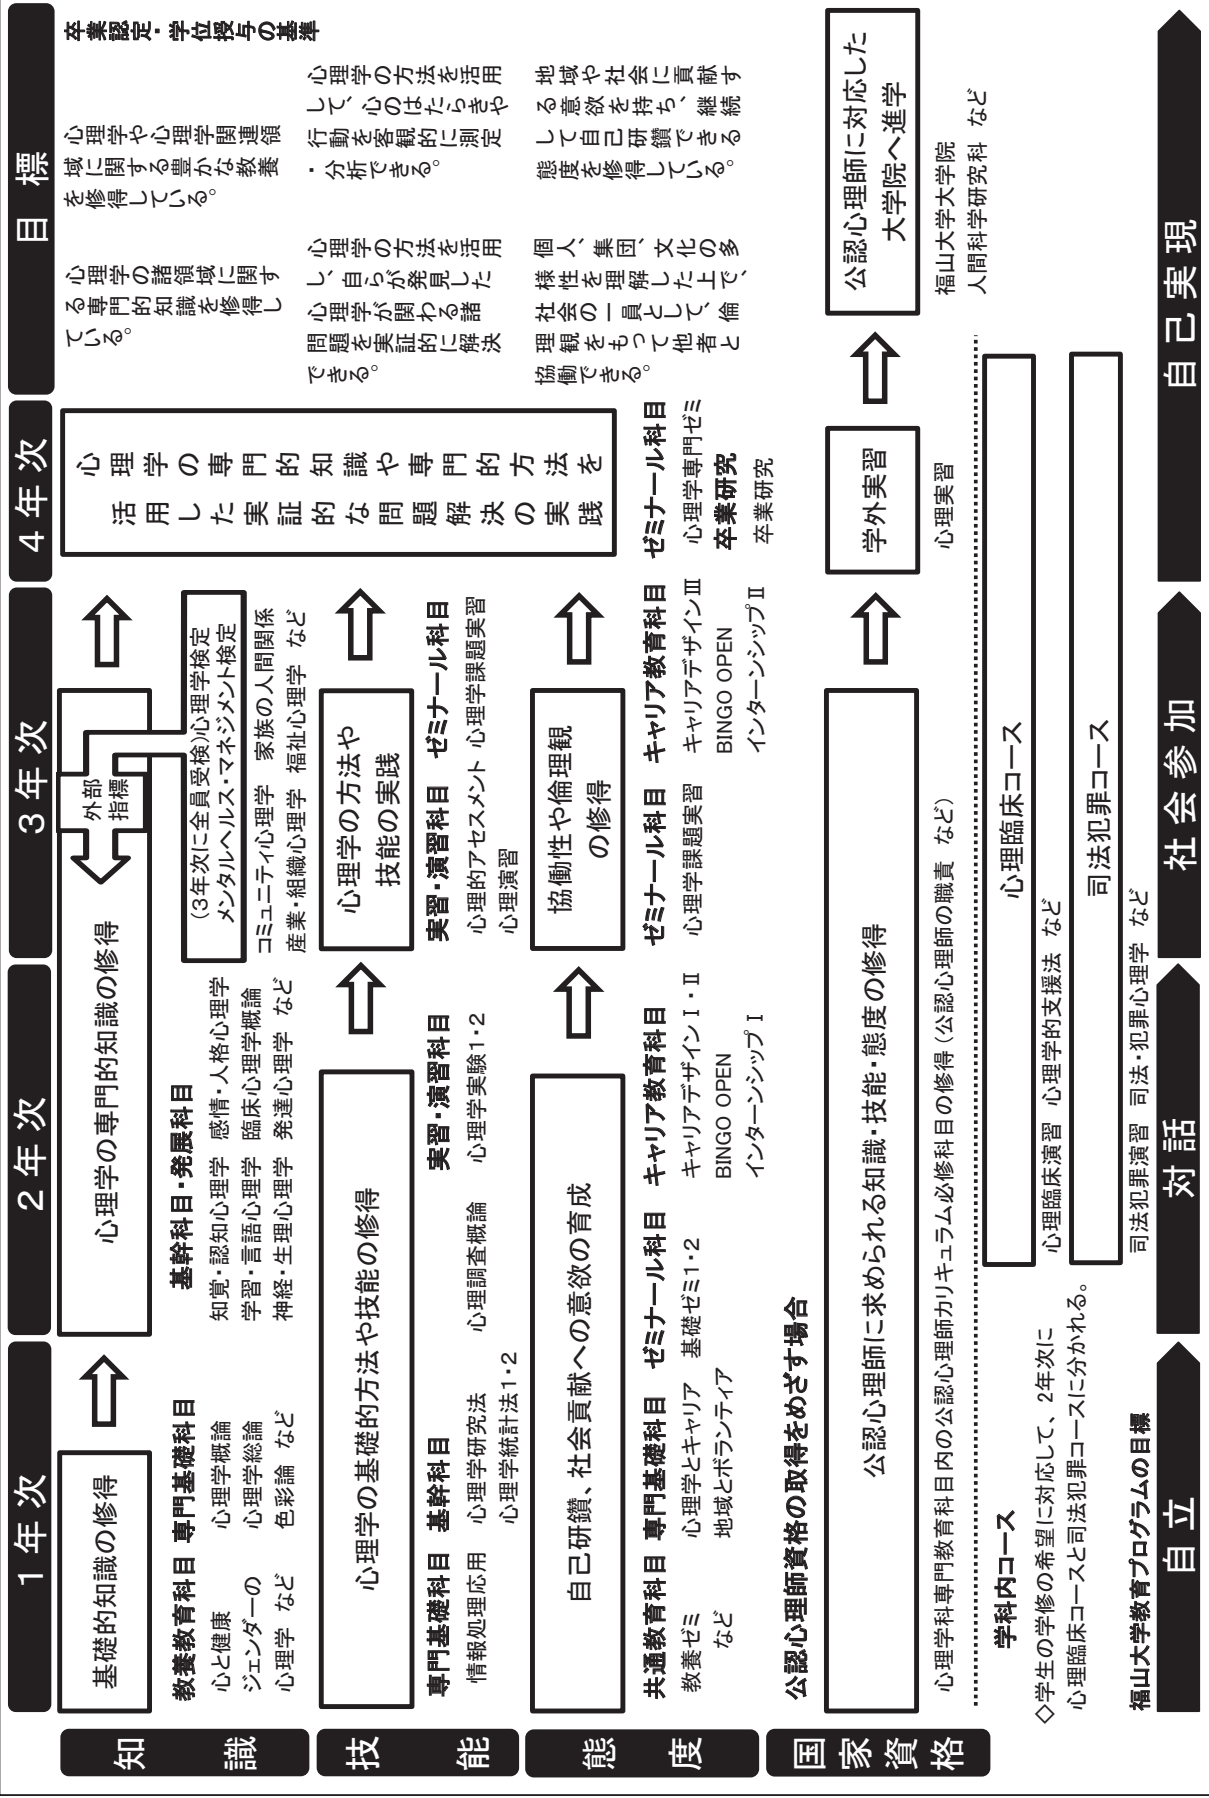 1年次
2年次
3年次
4年次
目標
知識
基礎的知識の修得
心理学の専門的知識の修得
外部
指標
(3年次に全員受検)心理学検定
メンタルヘルス・マネジメント検定
教養教育科目
心と健康
ジェンダーの
心理学 など
専門基礎科目
心理学概論
心理学総論
色彩論 など
基幹科目・発展科目
知覚・認知心理学 感情・人格心理学
学習・言語心理学 臨床心理学概論
神経・生理心理学 発達心理学 など
コミュニティ心理学 家族の人間関係
産業・組織心理学 福祉心理学 など
技能
心理学の基礎的方法や技能の修得
心理学の方法や
技能の実践
専門基礎科目
情報処理応用
基幹科目
心理学研究法
心理学統計法1・2
心理調査概論
実習・演習科目
心理学実験1・2
実習・演習科目
心理的アセスメント
心理演習
ゼミナール科目
心理学課題実習
態度
自己研鑽、社会貢献への意欲の育成
協働性や倫理観
の修得
共通教育科目
教養ゼミ
など
専門基礎科目
心理学とキャリア
地域とボランティア
ゼミナール科目
基礎ゼミ1・2
キャリア教育科目
キャリアデザインⅠ・Ⅱ
BINGO OPEN
インターンシップⅠ
ゼミナール科目
心理学課題実習
キャリア教育科目
キャリアデザインⅢ
BINGO OPEN
インターンシップⅡ
心理学の専門的知識や専門的方法を
活用した実証的な問題解決の実践
ゼミナール科目
心理学専門ゼミ
卒業研究
卒業研究
卒業認定・学位授与の基準
心理学の諸領域に関す
る専門的知識を修得し
ている。
心理学や心理学関連領
域に関する豊かな教養
を修得している。
心理学の方法を活用
し、自らが発見した
心理学が関わる諸
問題を実証的に解決
できる。
心理学の方法を活用
して、心のはたらきや
行動を客観的に測定
・分析できる。
個人、集団、文化の多
様性を理解した上で、
社会の一員として、倫
理観をもって他者と
協働できる。
地域や社会に貢献す
る意欲を持ち、継続
して自己研鑽できる
態度を修得している。
国家資格
公認心理師資格の取得をめざす場合
公認心理師に求められる知識・技能・態度の修得
学外実習
公認心理師に対応した
大学院へ進学
心理学科専門教育科目内の公認心理師カリキュラム必修科目の修得(公認心理師の職責 など)
心理実習
福山大学大学院
人間科学研究科 など
学科内コース
◇学生の学修の希望に対応して、2年次に
心理臨床コースと司法犯罪コースに分かれる。
心理臨床コース
心理臨床演習 心理学的支援法 など
司法犯罪コース
司法犯罪演習 司法・犯罪心理学 など
福山大学教育プログラムの目標
自立
対話
社会参加
自己実現